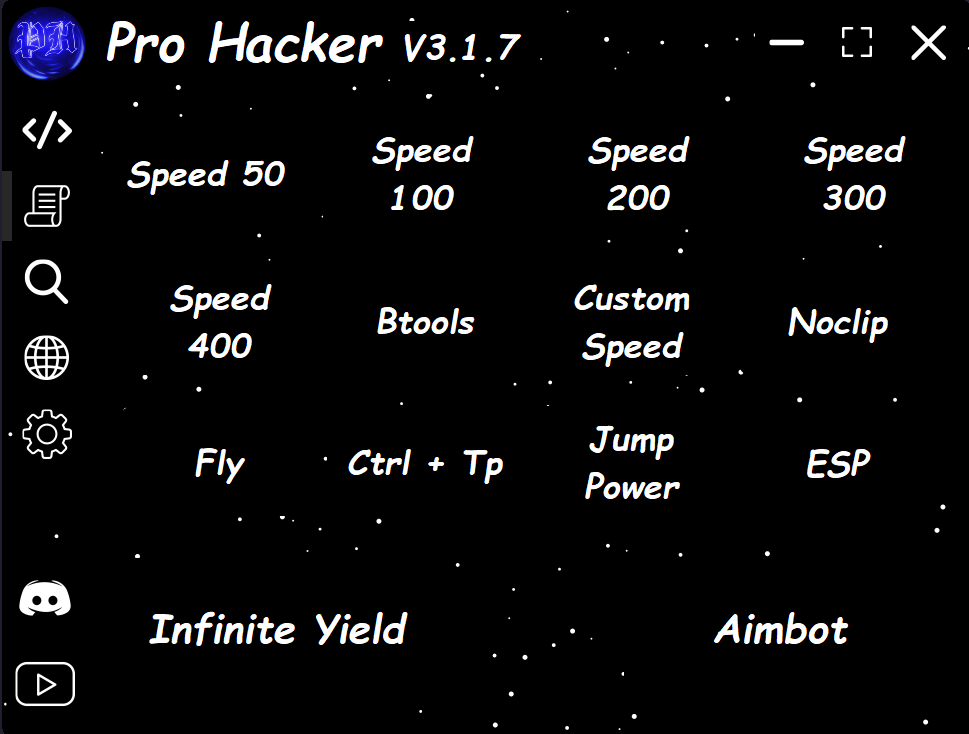 PH
Pro Hacker V3.1.7
Speed 50
Speed
100
Speed
200
Speed
300
Speed
400
Btools
Custom
Speed
Noclip
Fly
Ctrl + Tp
Jump
Power
ESP
Infinite Yield
Aimbot